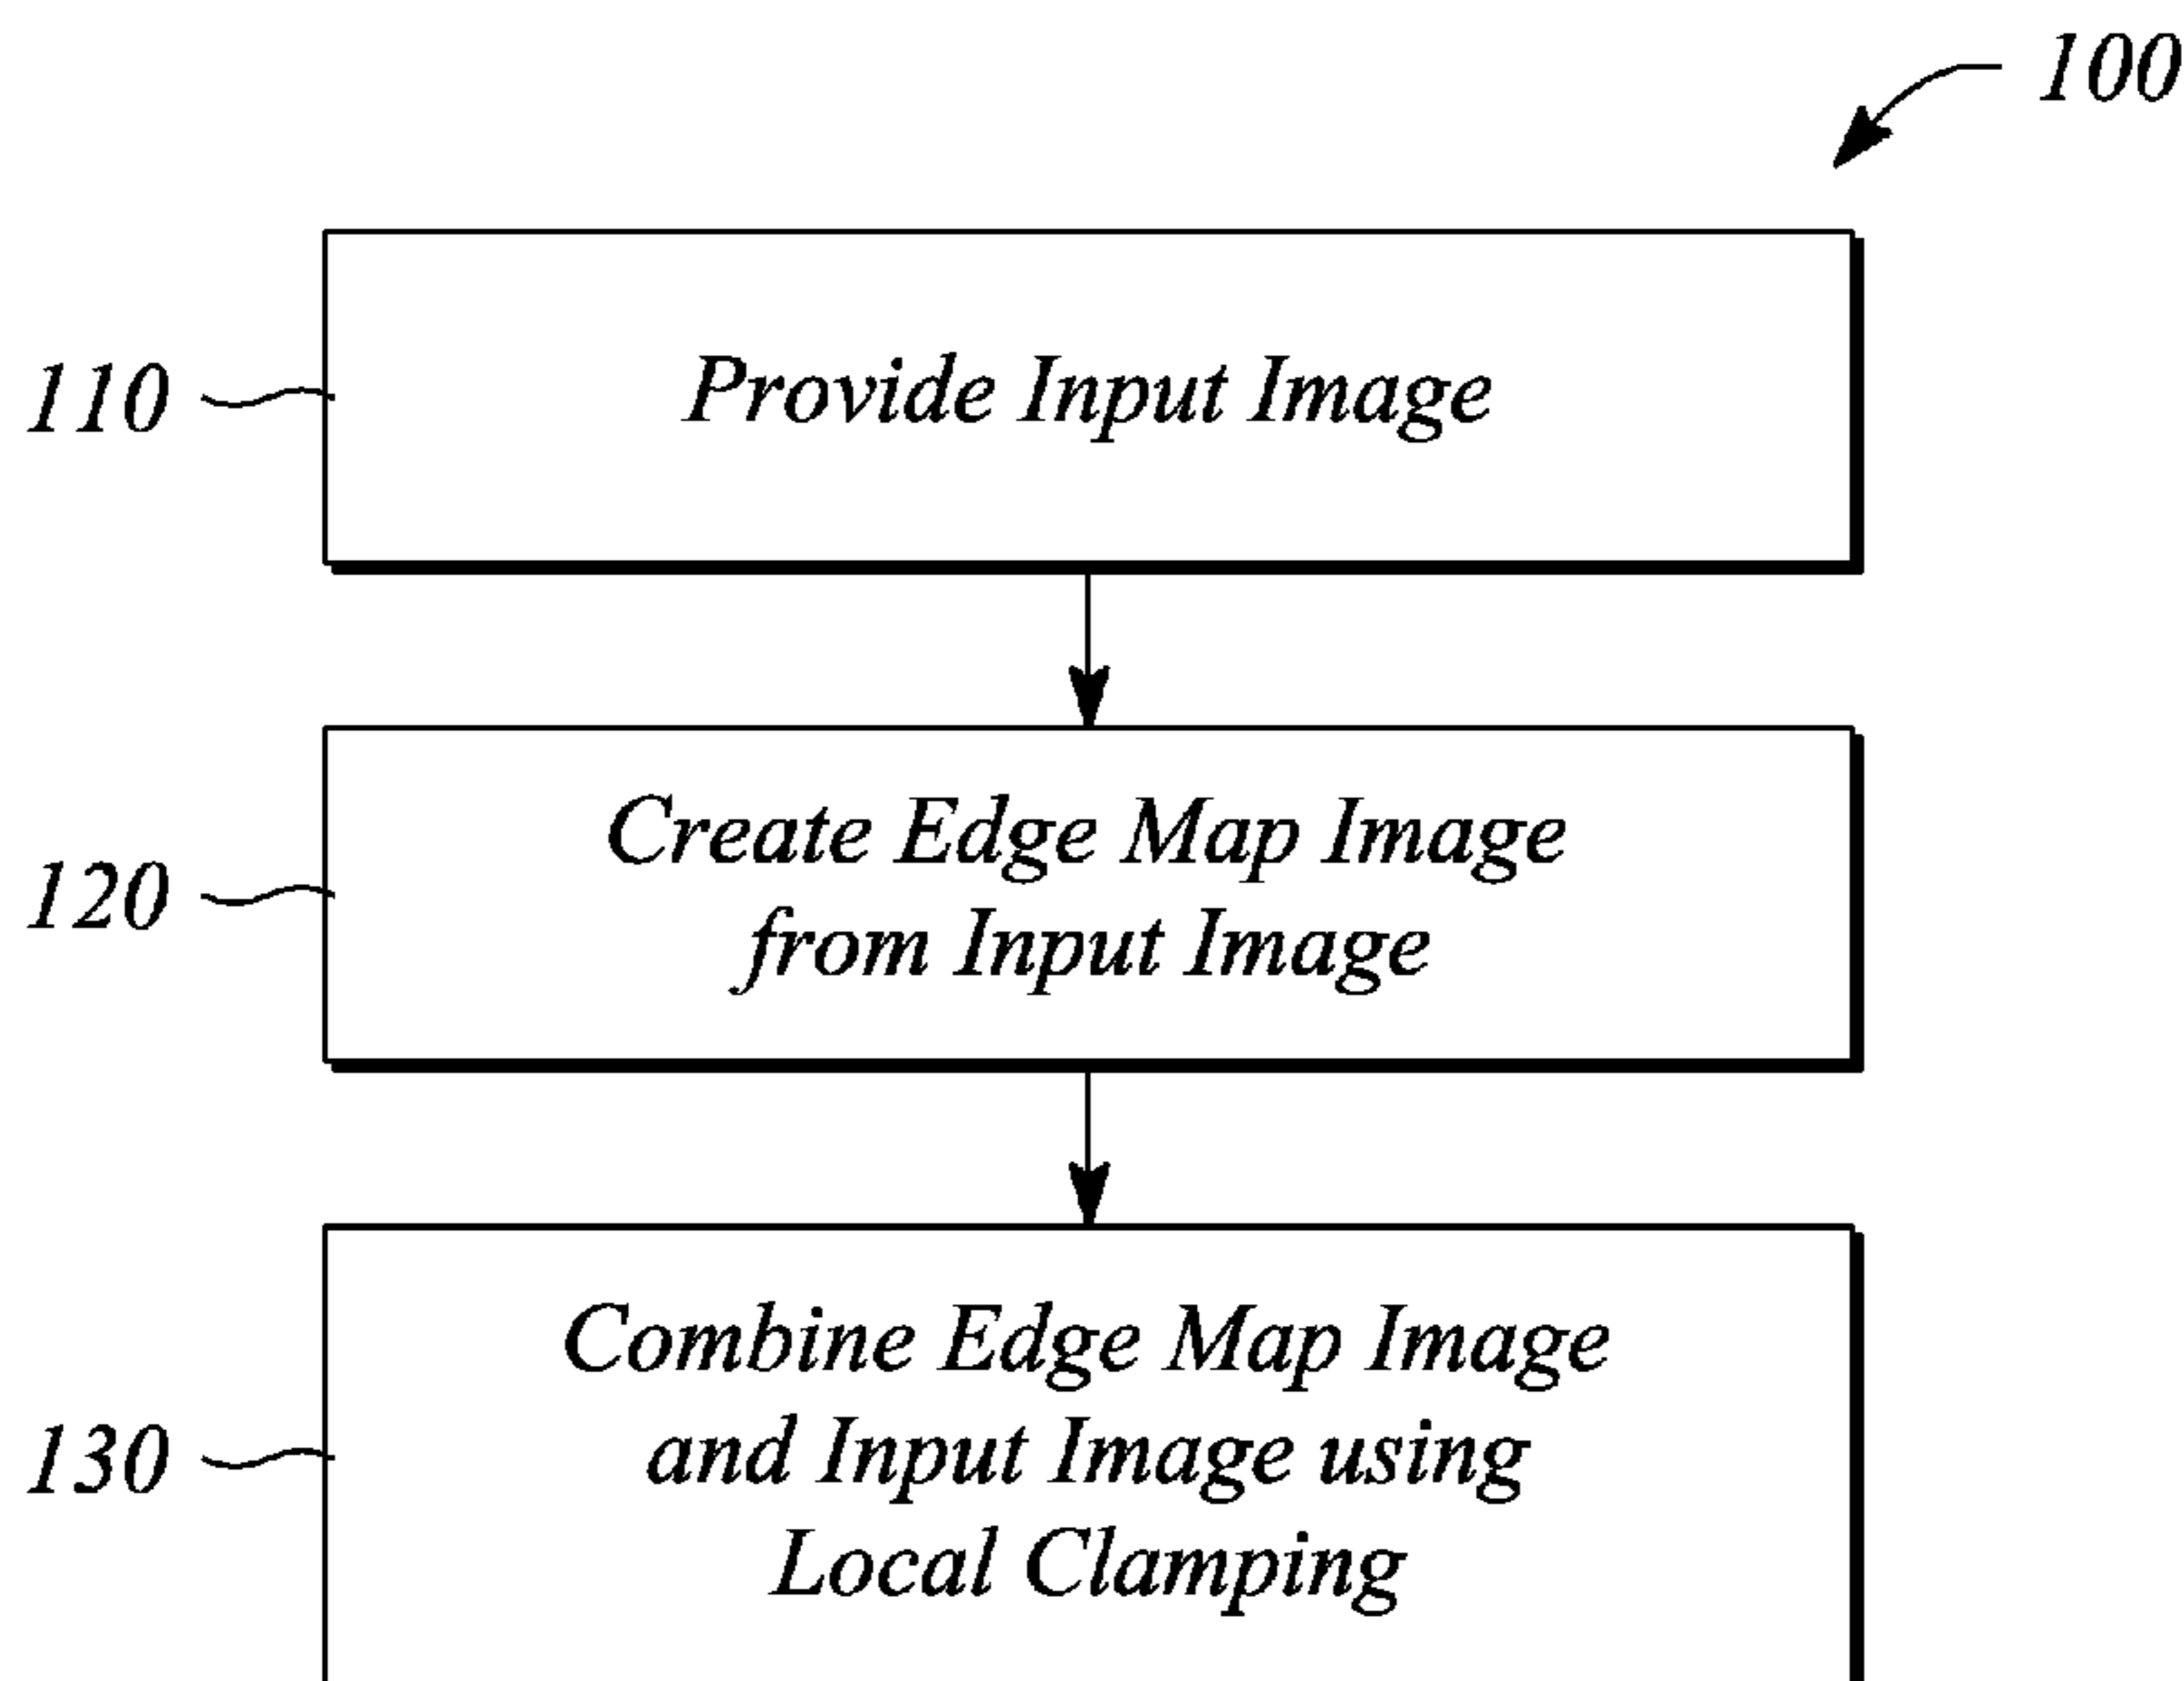 100
110
Provide Input Image
120
Create Edge Map Image
from Input Image
130
Combine Edge Map Image
and Input Image using
Local Clamping